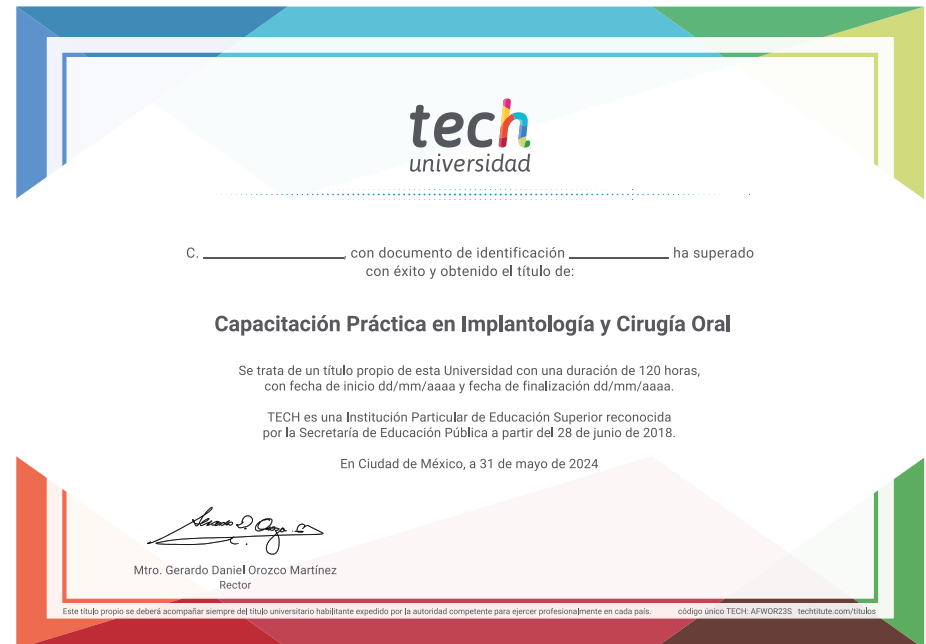 tech
universidad
C. ____________, con documento de identificación ____________ ha superado
con éxito y obtenido el título de:
Capacitación Práctica en Implantología y Cirugía Oral
Se trata de un título propio de esta Universidad con una duración de 120 horas,
con fecha de inicio dd/mm/aaaa y fecha de finalización dd/mm/aaaa.
TECH es una Institución Particular de Educación Superior reconocida
por la Secretaría de Educación Pública a partir del 28 de junio de 2018.
En Ciudad de México, a 31 de mayo de 2024
Mtro. Gerardo Daniel Orozco Martínez
Rector
Este título propio se deberá acompañar siempre del título universitario habilitante expedido por la autoridad competente para ejercer profesionalmente en cada país. código único TECH: AFWOR23S techtitute.com/titulos